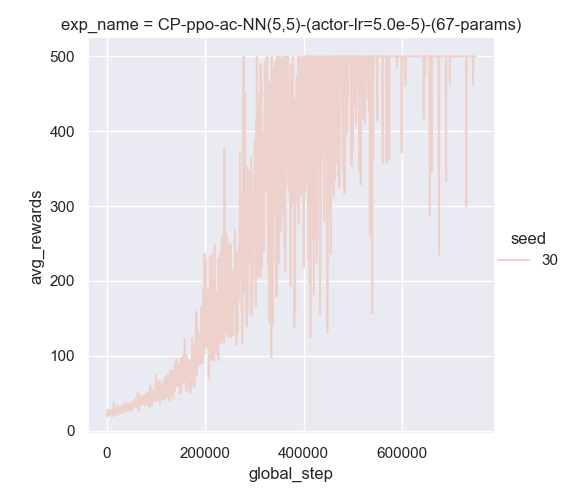 exp_name = CP-ppo-ac-NN(5,5)-(actor-lr=5.0e-5)-(67-params)
500
400
300
200
100
0
avg_rewards
seed
30
0
200000
400000
600000
global_step